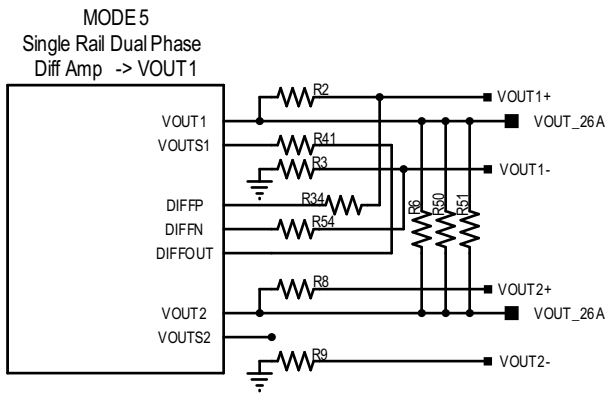 MODE 5
Single Rail Dual Phase
Diff Amp -> VOUT1
R2
VOUT1+
VOUT1
VOUT_26A
VOUTS1
R41
R3
VOUT1-
DIFFP
R34
R6
R50
R51
DIFFN
R54
DIFFOUT
R8
VOUT2+
VOUT2
VOUT_26A
VOUTS2
R9
VOUT2-